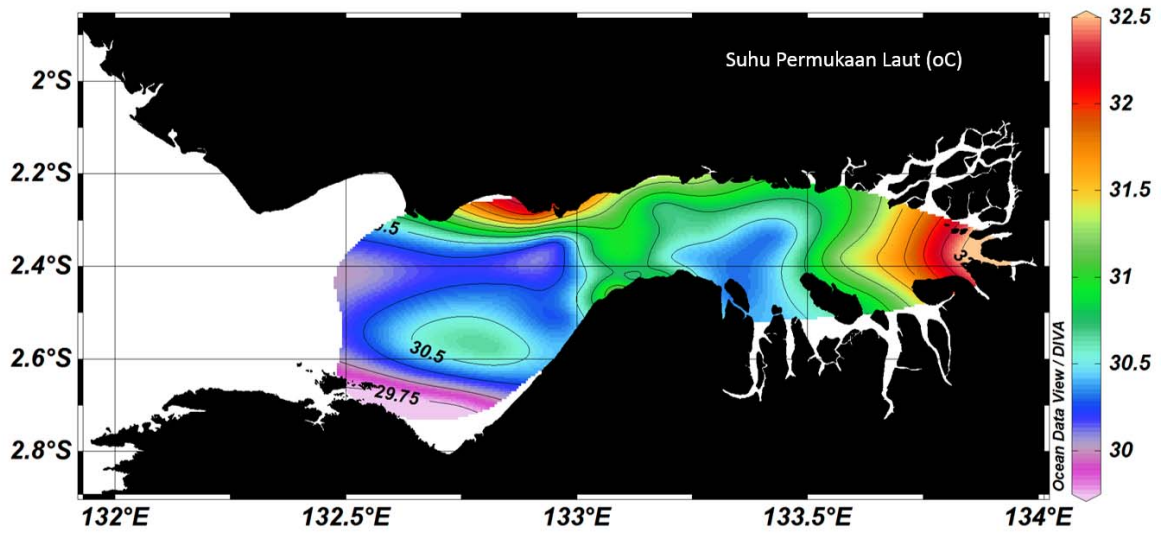 Suhu Permukaan Laut (oC)
2°S
2.2°S
2.4°S
2.6°S
2.8°S
132°E
132.5°E
133°E
133.5°E
134°E
30.5
29.75
32.5
32
31.5
31
30.5
30
Ocean Data View / DIVA